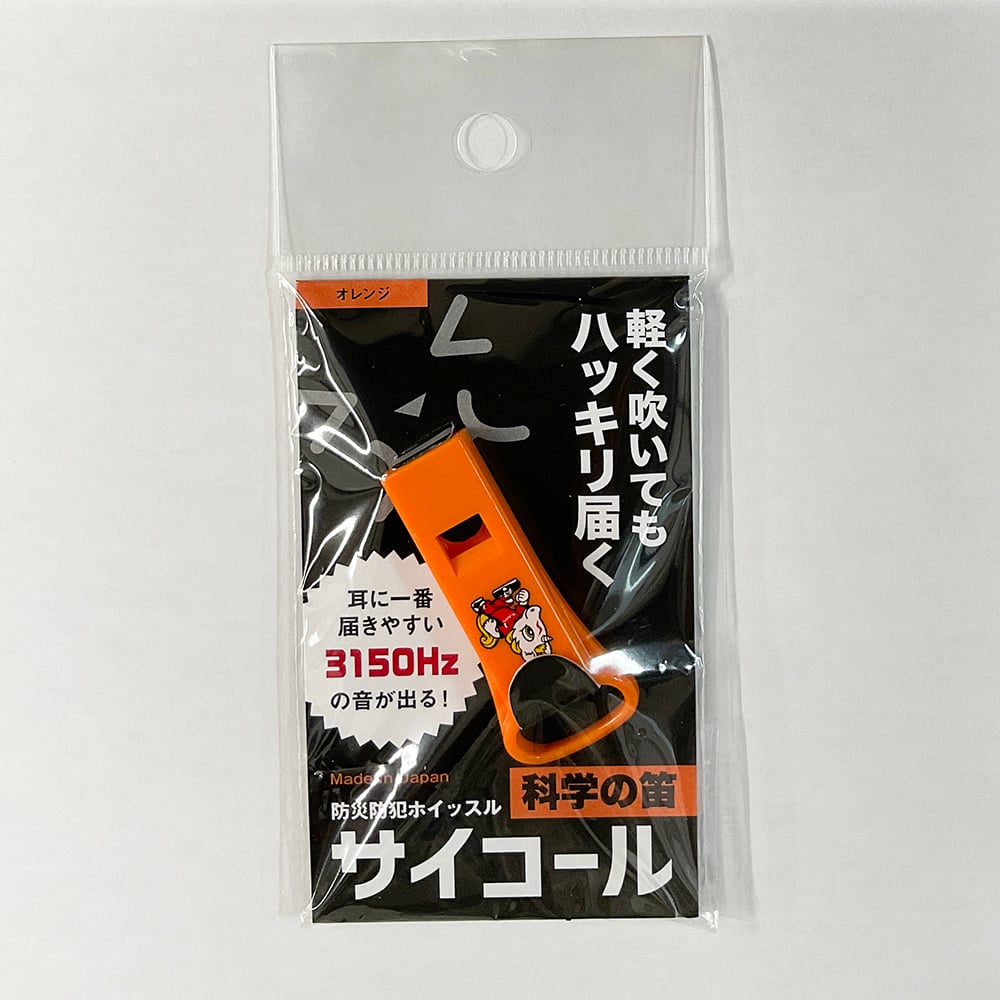 オレンジ
軽く吹いても
ハッキリ届く
耳に一番
届きやすい
3150Hz
の音が出る！
Made in Japan
科学の笛
防災防犯ホイッスル
サイコール